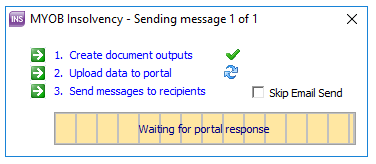 INS MYOB Insolvency - Sending message 1 of 1
1. Create document outputs
2. Upload data to portal
3. Send messages to recipients Skip Email Send
Waiting for portal response